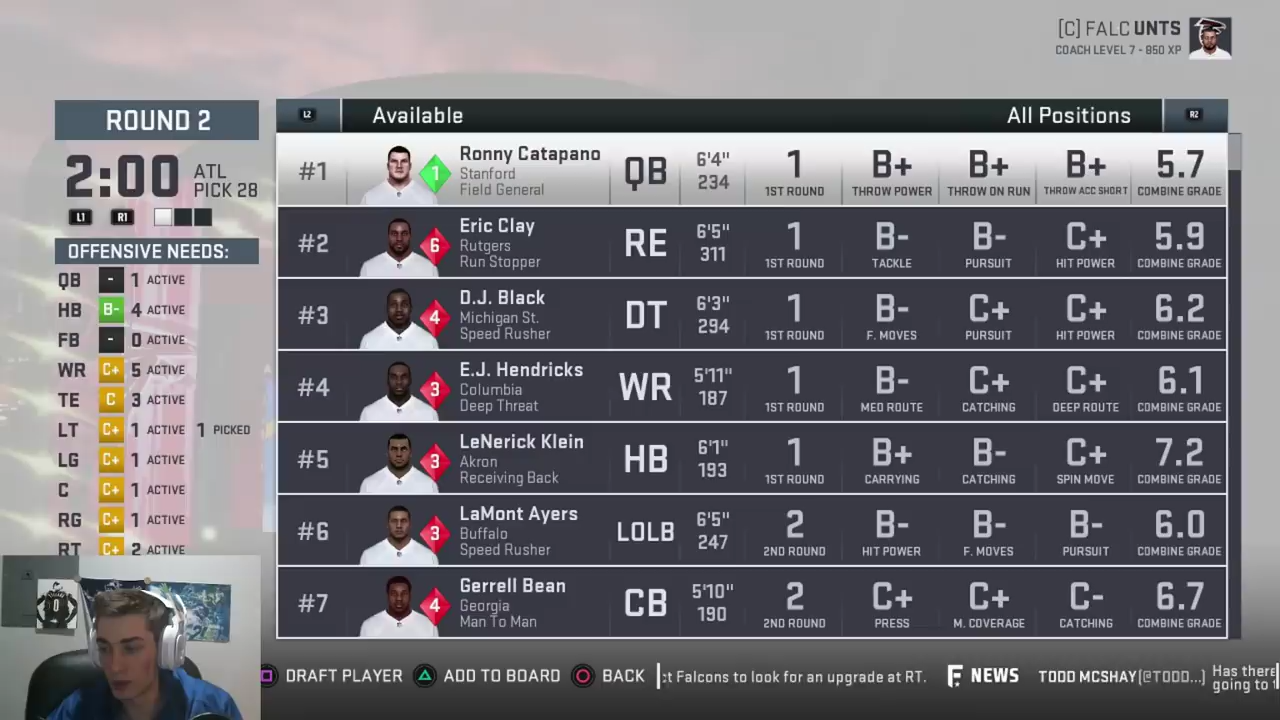 [C] FALC UNTS
COACH LEVEL 7 - 850 XP
ROUND 2
2:00 ATL
PICK 28
L1 R1
OFFENSIVE NEEDS:
QB - 1 ACTIVE
HB B- 4 ACTIVE
FB - 0 ACTIVE
WR C+ 5 ACTIVE
TE C 3 ACTIVE
LT C+ 1 ACTIVE 1 PICKED
LG C+ 1 ACTIVE
C C+ 1 ACTIVE
RG C+ 1 ACTIVE
RT C+ 2 ACTIVE
L2 Available All Positions R2
#1 1 Ronny Catapano QB 6'4" 1 B+ B+ B+ 5.7
Stanford 234 1ST ROUND THROW POWER THROW ON RUN THROW ACC SHORT COMBINE GRADE
Field General
#2 6 Eric Clay RE 6'5" 1 B- B- C+ 5.9
Rutgers 311 1ST ROUND TACKLE PURSUIT HIT POWER COMBINE GRADE
Run Stopper
#3 4 D.J. Black DT 6'3" 1 B- C+ C+ 6.2
Michigan St. 294 1ST ROUND F. MOVES PURSUIT HIT POWER COMBINE GRADE
Speed Rusher
#4 3 E.J. Hendricks WR 5'11" 1 B- C+ C+ 6.1
Columbia 187 1ST ROUND MED ROUTE CATCHING DEEP ROUTE COMBINE GRADE
Deep Threat
#5 3 LeNerick Klein HB 6'1" 1 B+ B- C+ 7.2
Akron 193 1ST ROUND CARRYING CATCHING SPIN MOVE COMBINE GRADE
Receiving Back
#6 3 LaMont Ayers LOLB 6'5" 2 B- B- B- 6.0
Buffalo 247 2ND ROUND HIT POWER F. MOVES PURSUIT COMBINE GRADE
Speed Rusher
#7 4 Gerrell Bean CB 5'10" 2 C+ C+ C- 6.7
Georgia 190 2ND ROUND PRESS M. COVERAGE CATCHING COMBINE GRADE
Man To Man
DRAFT PLAYER ADD TO BOARD BACK :t Falcons to look for an upgrade at RT. F NEWS TODD MCSHAY(@TODD...) Has there
going to
0